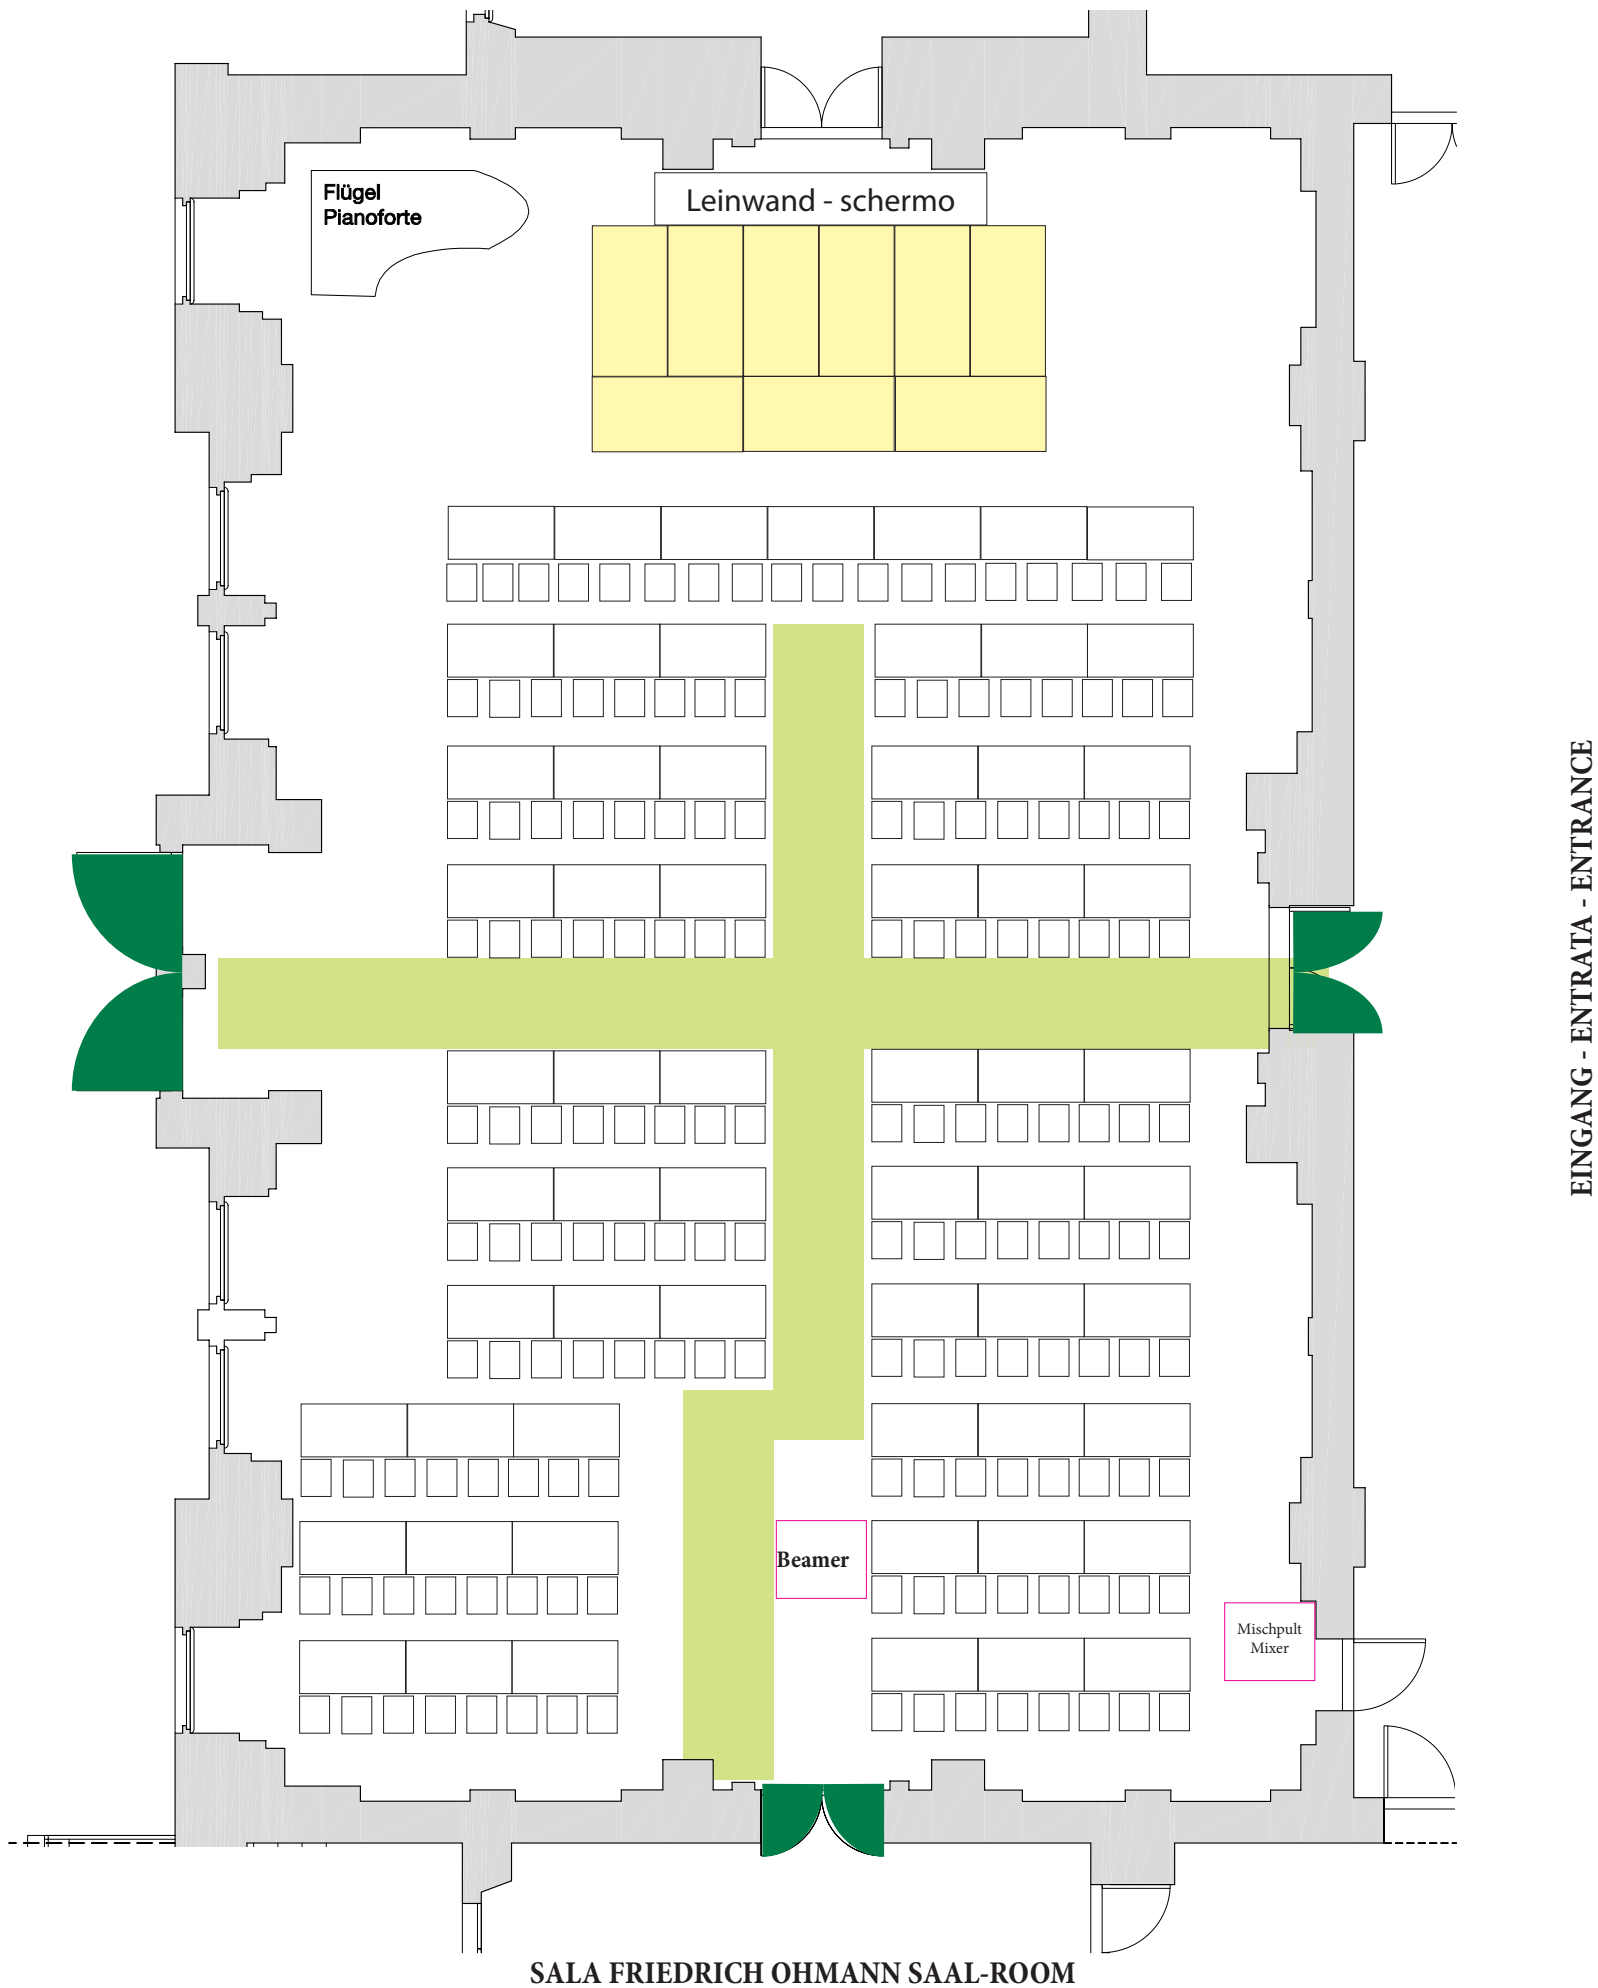 Flügel
Pianoforte
Leinwand - schermo
EINGANG - ENTRATA - ENTRANCE
Beamer
Mischpult
Mixer
SALA FRIEDRICH OHMANN SAAL-ROOM